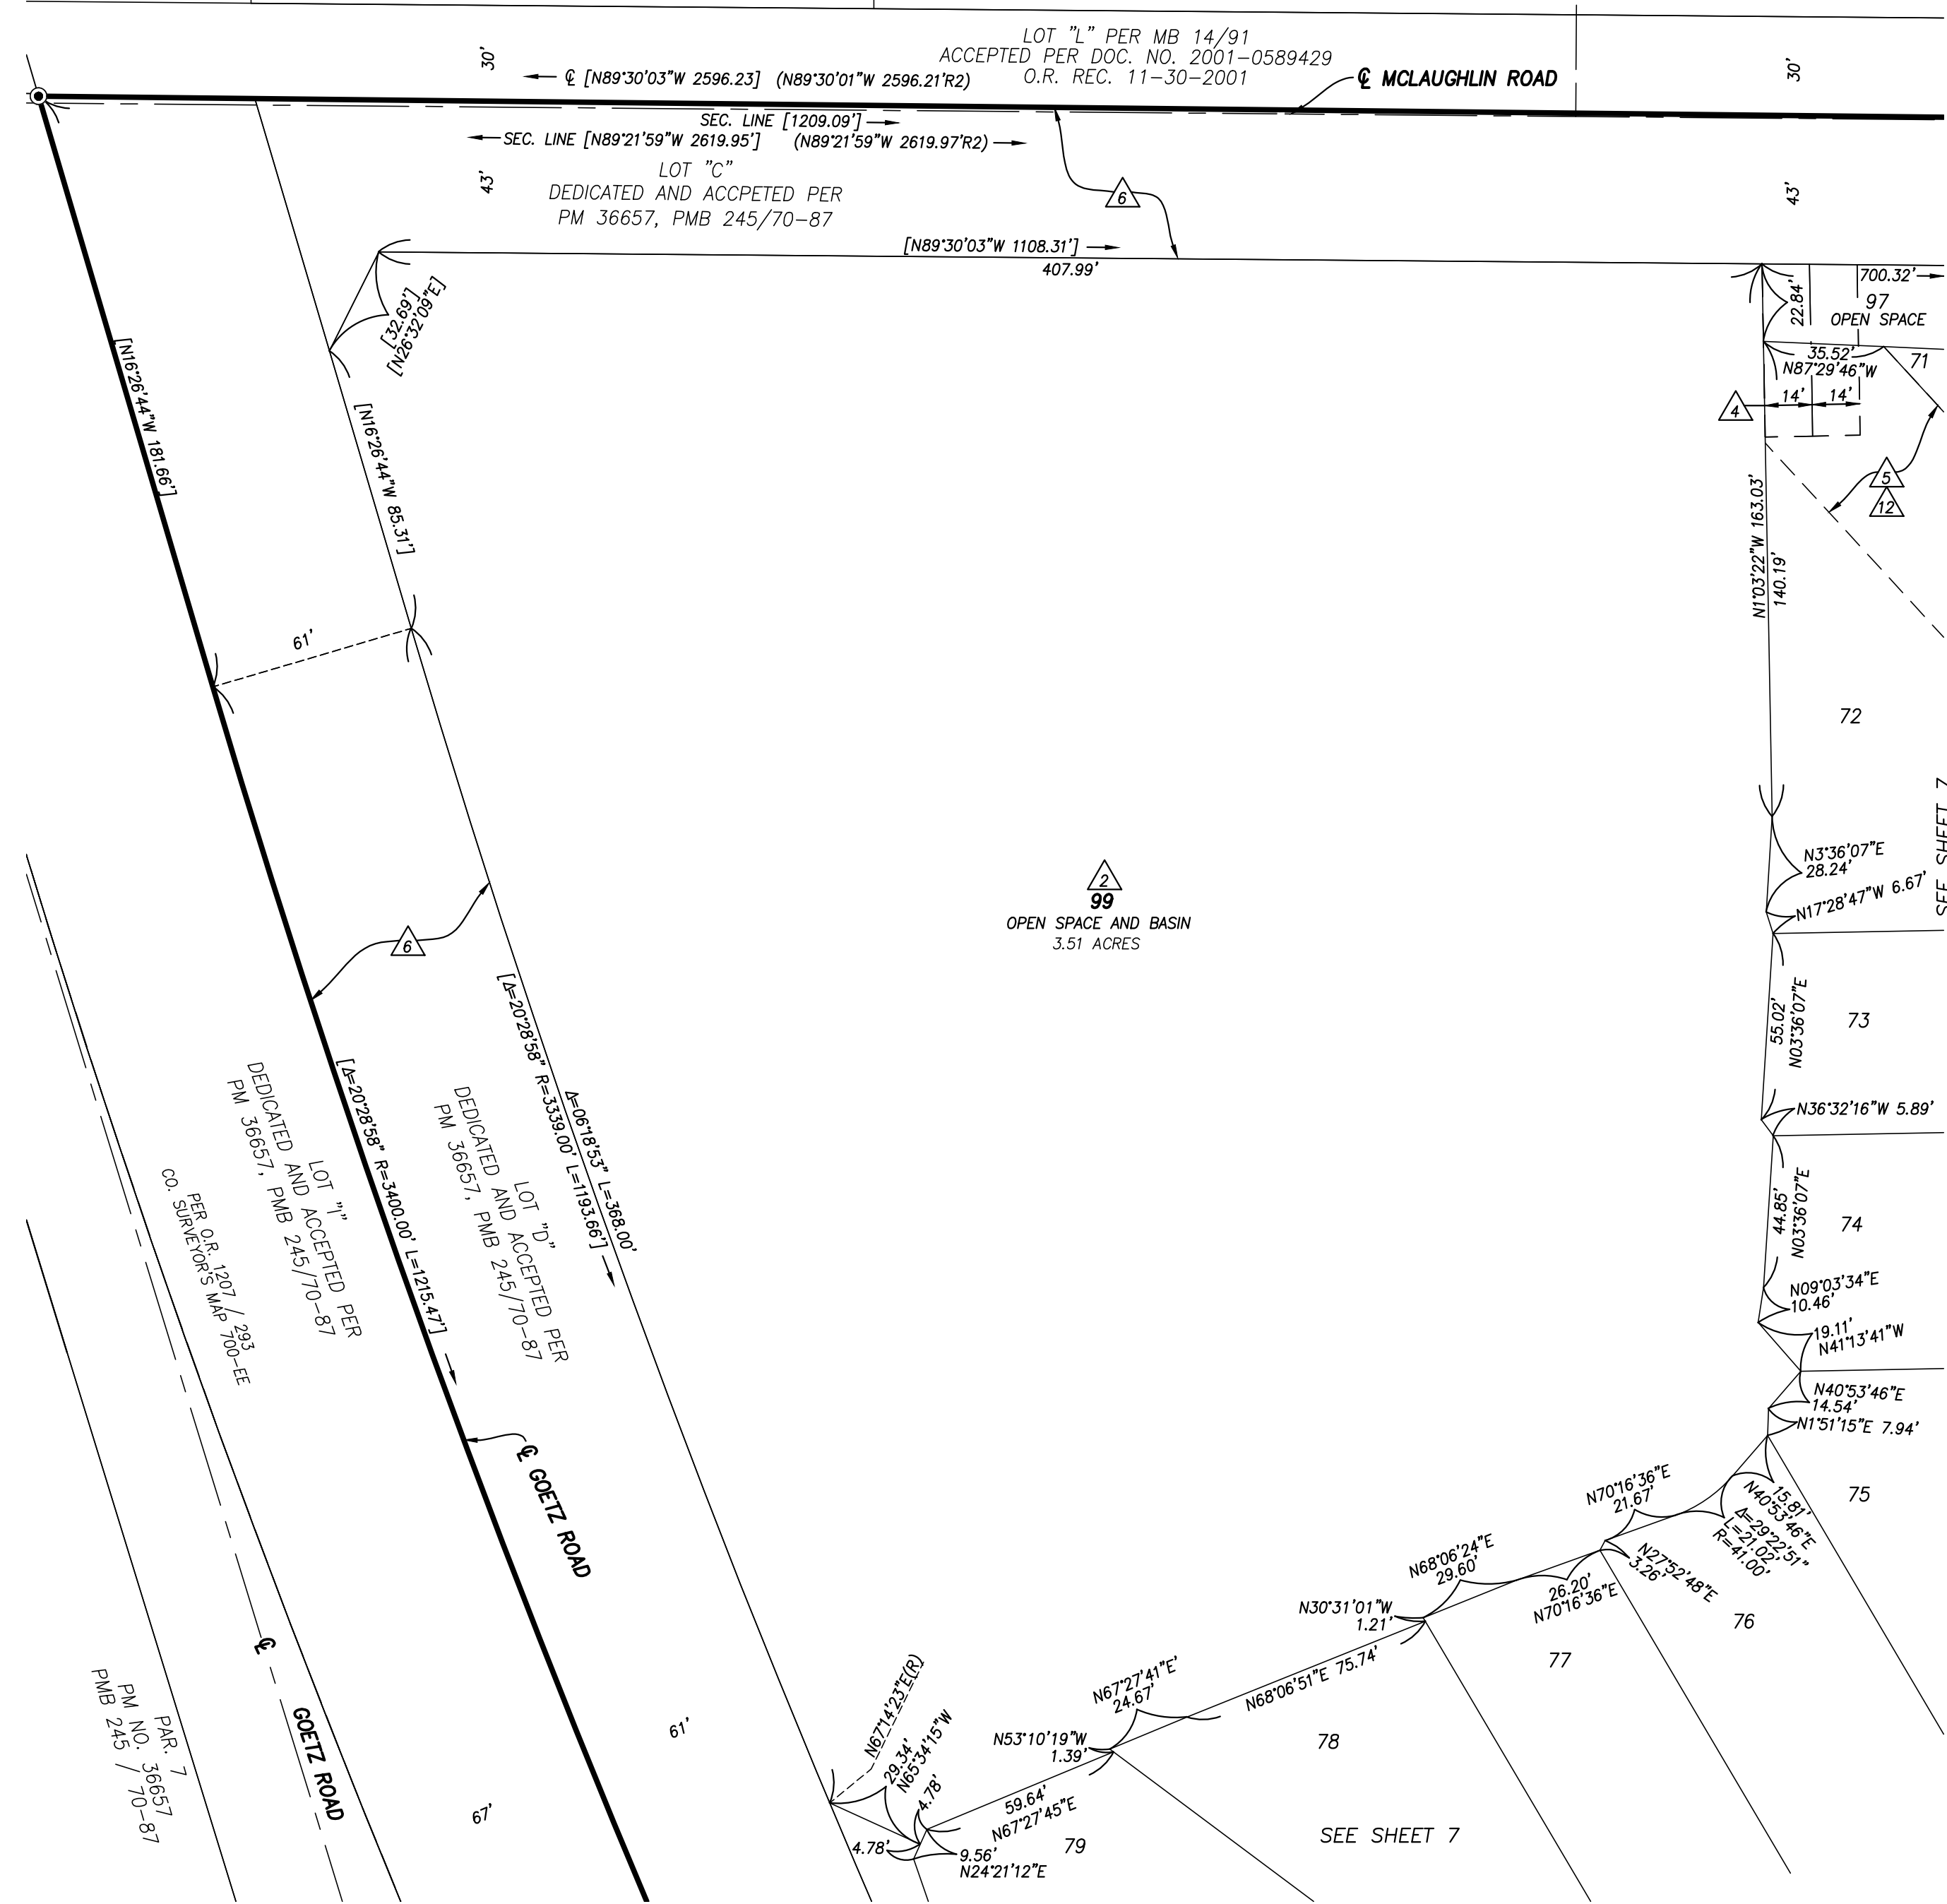 LOT "L" PER MB 14/91
ACCEPTED PER DOC. NO. 2001-0589429
O.R. REC. 11-30-2001
30'
℄ [N89°30'03"W 2596.23] (N89°30'01"W 2596.21'R2)
℄ MCLAUGHLIN ROAD
30'
SEC. LINE [1209.09']
SEC. LINE [N89°21'59"W 2619.95'] (N89°21'59"W 2619.97'R2)
43'
LOT "C"
DEDICATED AND ACCPETED PER
PM 36657, PMB 245/70-87
6
43'
[N89°30'03"W 1108.31']
407.99'
700.32'
[32.69']
[N26°32'09"E]
22.84'
97
OPEN SPACE
35.52'
N87°29'46"W
71
14'
14'
4
5
12
[N16°26'44"W 181.66']
[N16°26'44"W 85.31']
61'
N1°03'22"W 163.03'
140.19'
72
SEE SHEET 7
2
99
OPEN SPACE AND BASIN
3.51 ACRES
N3°36'07"E
28.24'
N17°28'47"W 6.67'
6
55.02'
N03°36'07"E
73
N36°32'16"W 5.89'
[Δ=20°28'58" R=3400.00' L=1215.47']
[Δ=20°28'58" R=3339.00' L=1193.66']
Δ=06°18'53" L=368.00'
LOT "I"
DEDICATED AND ACCEPTED PER
PM 36657, PMB 245/70-87
LOT "D"
DEDICATED AND ACCEPTED PER
PM 36657, PMB 245/70-87
PER O.R. 1207 / 293
CO. SURVEYOR'S MAP 700-EE
44.85'
N03°36'07"E
74
N09°03'34"E
10.46'
19.11'
N41°13'41"W
N40°53'46"E
14.54'
N1°51'15"E 7.94'
75
℄ GOETZ ROAD
15.81'
N40°53'46"E
Δ=29°22'51"
L=21.02'
R=41.00'
N70°16'36"E
21.67'
N27°52'48"E
3.26'
76
N68°06'24"E
29.60'
26.20'
N70°16'36"E
77
N30°31'01"W
1.21'
N68°06'51"E 75.74'
N67°27'41"E'
24.67'
78
N53°10'19"W
1.39'
℄
GOETZ ROAD
PAR. 7
PM NO. 36657
PMB 245 / 70-87
67'
61'
N67°14'23"E(R)
29.34'
N65°34'15"W
4.78'
4.78'
9.56'
N24°21'12"E
59.64'
N67°27'45"E
79
SEE SHEET 7